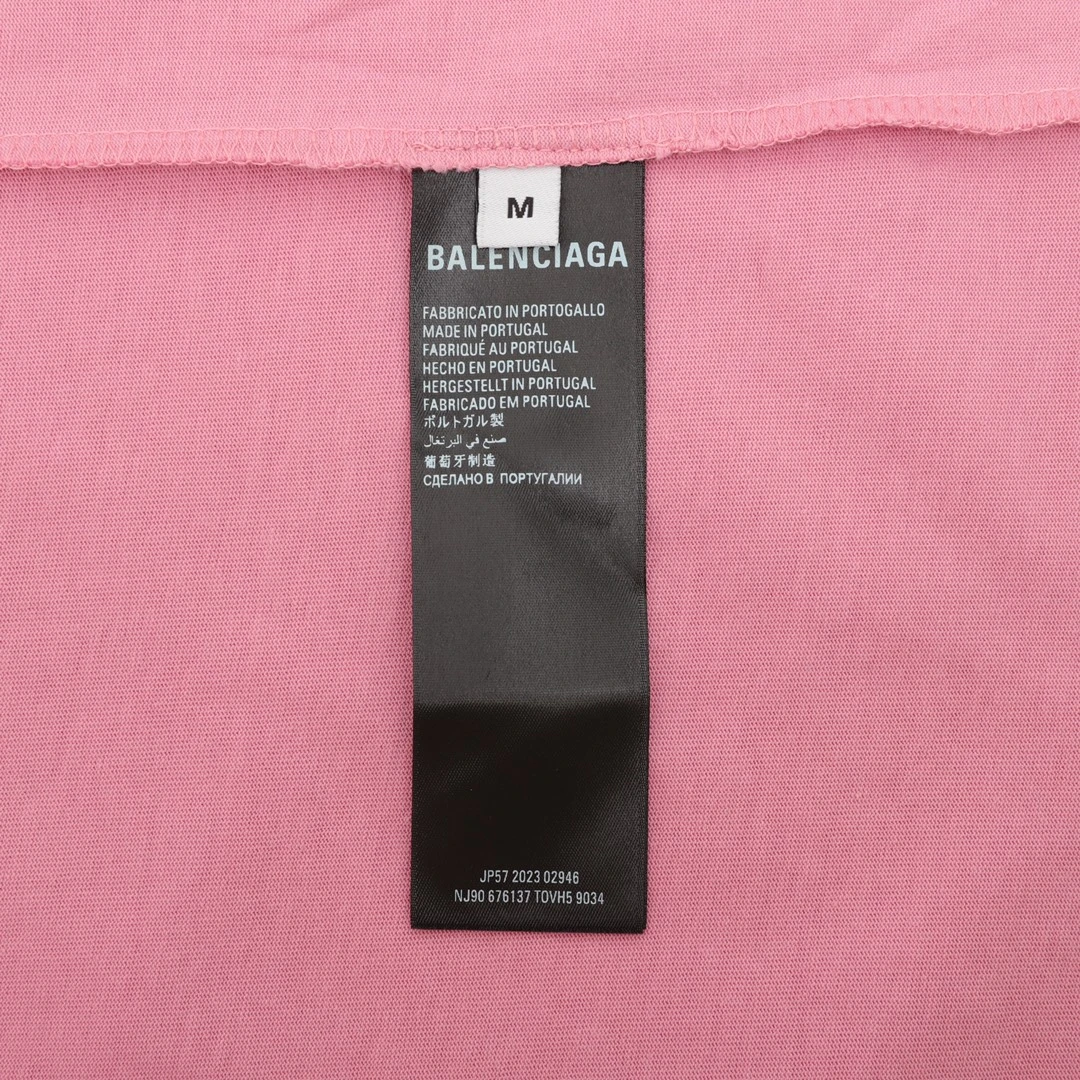 M
BALENCIAGA
FABBRICATO IN PORTOGALLO
MADE IN PORTUGAL
FABRIQUÉ AU PORTUGAL
HECHO EN PORTUGAL
HERGESTELLT IN PORTUGAL
FABRICADO EM PORTUGAL
ポルトガル製
صنع في البرتغال
葡萄牙制造
СДЕЛАНО В ПОРТУГАЛИИ
JP57 2023 02946
NJ90 676137 TOVH5 9034